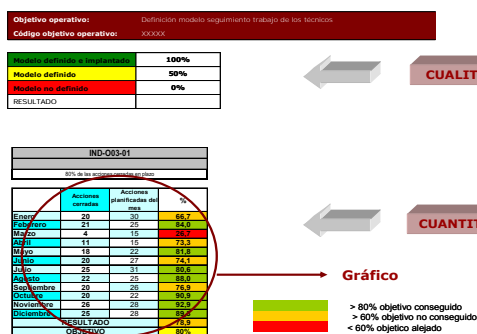 Objetivo operativo: Definición modelo seguimiento trabajo de los técnicos
Código objetivo operativo: XXXXX
Modelo definido e implantado 100%
Modelo definido 50%
Modelo no definido 0%
RESULTADO
CUALIT
IND-O03-01
80% de las acciones cerradas en plazo
Acciones cerradas Acciones planificadas del mes %
Enero 20 30 66,7
Febrero 21 25 84,0
Marzo 4 15 26,7
Abril 11 15 73,3
Mayo 18 22 81,8
Junio 20 27 74,1
Julio 25 31 80,6
Agosto 22 25 88,0
Septiembre 20 26 76,9
Octubre 20 22 90,9
Noviembre 26 28 92,9
Diciembre 25 28 89,3
RESULTADO 78,9
OBJETIVO 80%
CUANTIT
Gráfico
> 80% objetivo conseguido
> 60% objetivo no conseguido
< 60% objetico alejado